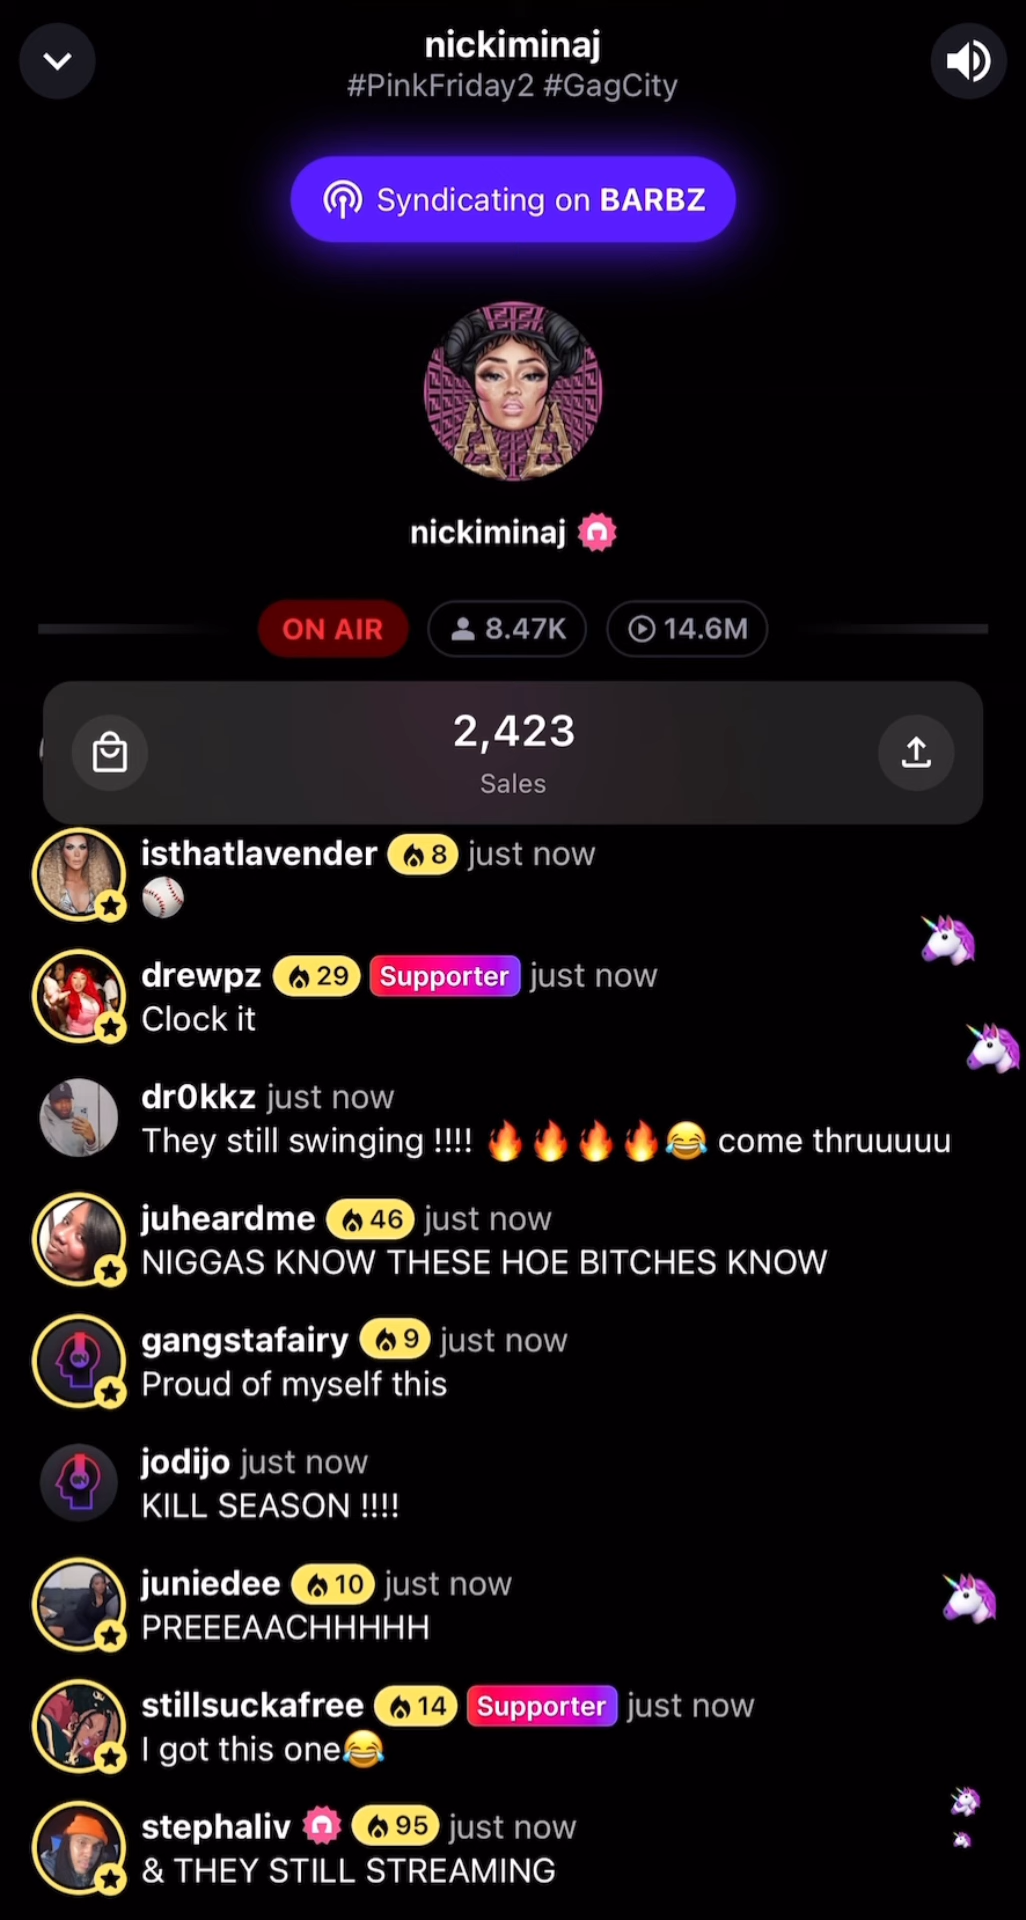 nickiminaj
#PinkFriday2 #GagCity
Syndicating on BARBZ
nickiminaj
ON AIR 8.47K 14.6M
2,423
Sales
isthatlavender 8 just now
⚾
drewpz 29 Supporter just now
Clock it
dr0kkz just now
They still swinging !!!! 🔥🔥🔥🔥😂 come thruuuuu
juheardme 46 just now
NIGGAS KNOW THESE HOE BITCHES KNOW
gangstafairy 9 just now
Proud of myself this
jodijo just now
KILL SEASON !!!!
juniedee 10 just now
PREEEAACHHHHH
stillsuckafree 14 Supporter just now
I got this one😂
stephaliv 95 just now
& THEY STILL STREAMING